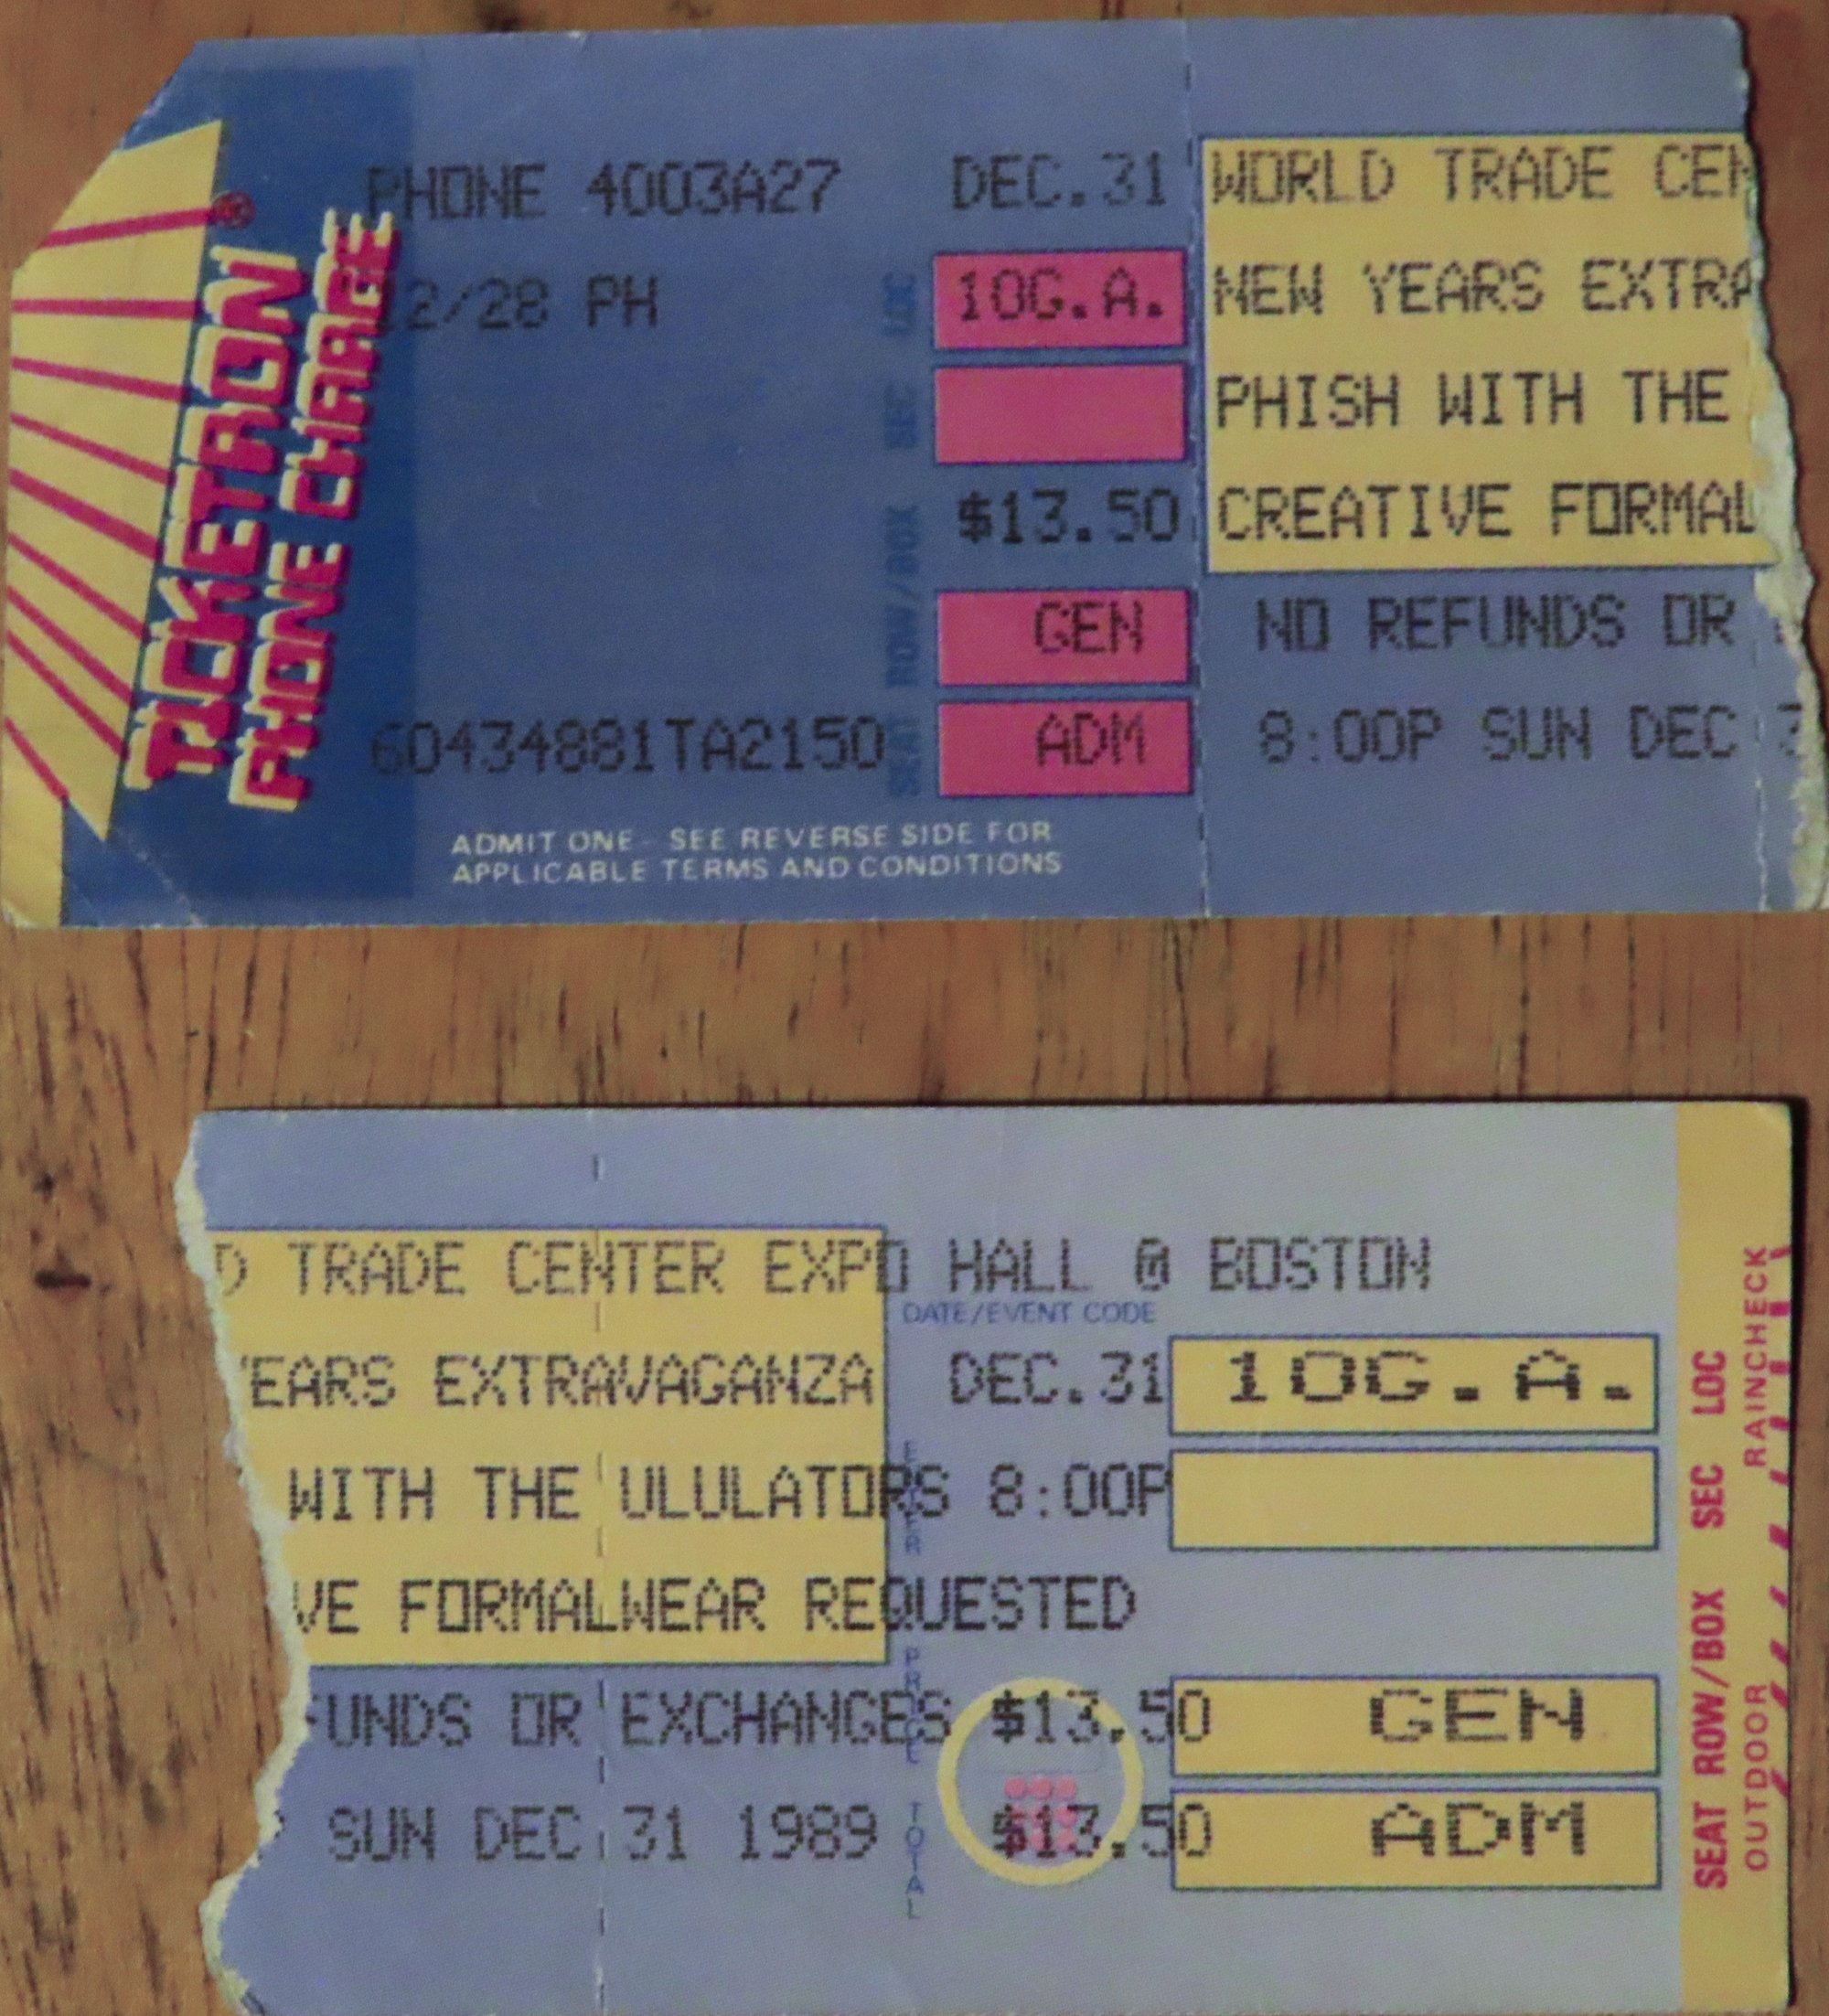 TICKETRON®
PHONE CHARGE
PHONE 4003A27 DEC.31
2/28 PH
LOC 10G.A.
SEC
ROW/BOX $13.50
GEN
60434881TA2150 SEAT ADM
ADMIT ONE - SEE REVERSE SIDE FOR
APPLICABLE TERMS AND CONDITIONS
WORLD TRADE CEN
NEW YEARS EXTRA
PHISH WITH THE
CREATIVE FORMAL
NO REFUNDS OR
8:00P SUN DEC 3
D TRADE CENTER EXPO HALL @ BOSTON
DATE/EVENT CODE
EARS EXTRAVAGANZA DEC.31 10G.A.
WITH THE ULULATORS 8:00P
VE FORMALWEAR REQUESTED
FUNDS OR EXCHANGES $13.50 GEN
PRICE
SUN DEC 31 1989 $13.50 ADM
TOTAL
SEAT ROW/BOX SEC LOC
OUTDOOR RAINCHECK